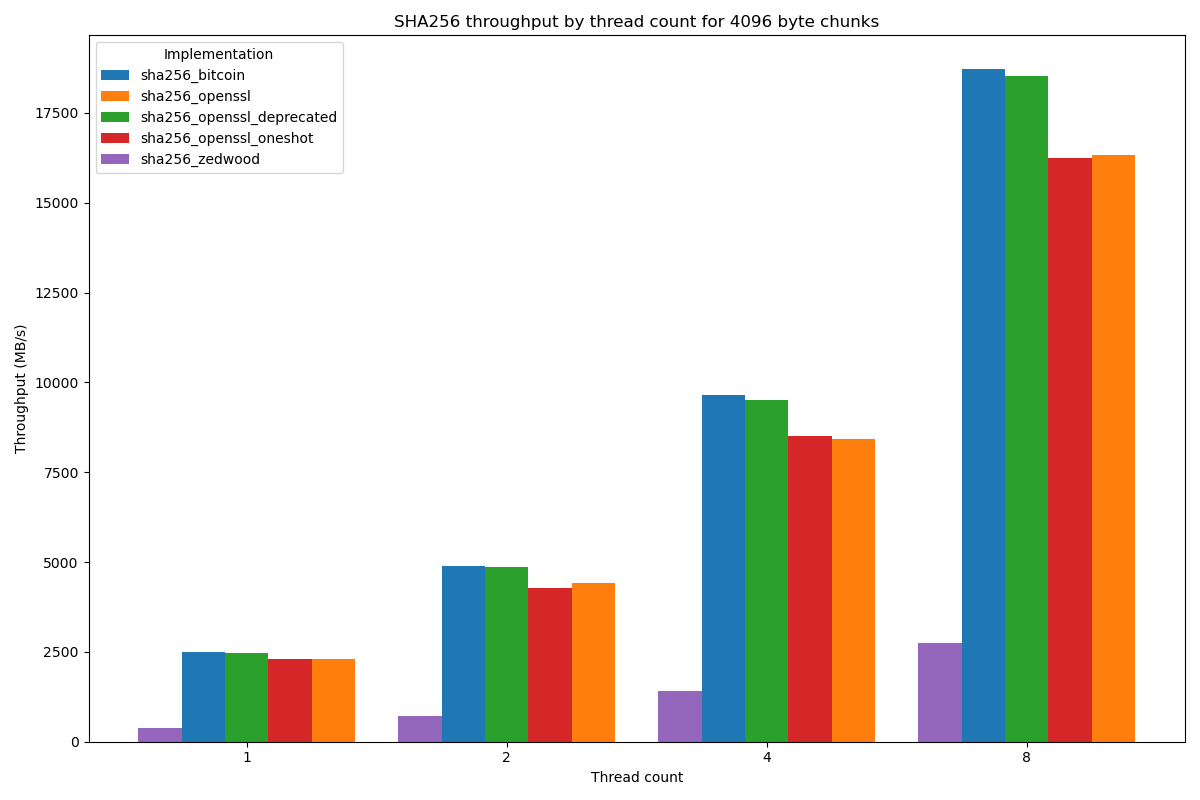 SHA256 throughput by thread count for 4096 byte chunks
Implementation
sha256_bitcoin
sha256_openssl
sha256_openssl_deprecated
sha256_openssl_oneshot
sha256_zedwood
17500
15000
12500
10000
7500
5000
2500
0
Throughput (MB/s)
1 2 4 8
Thread count